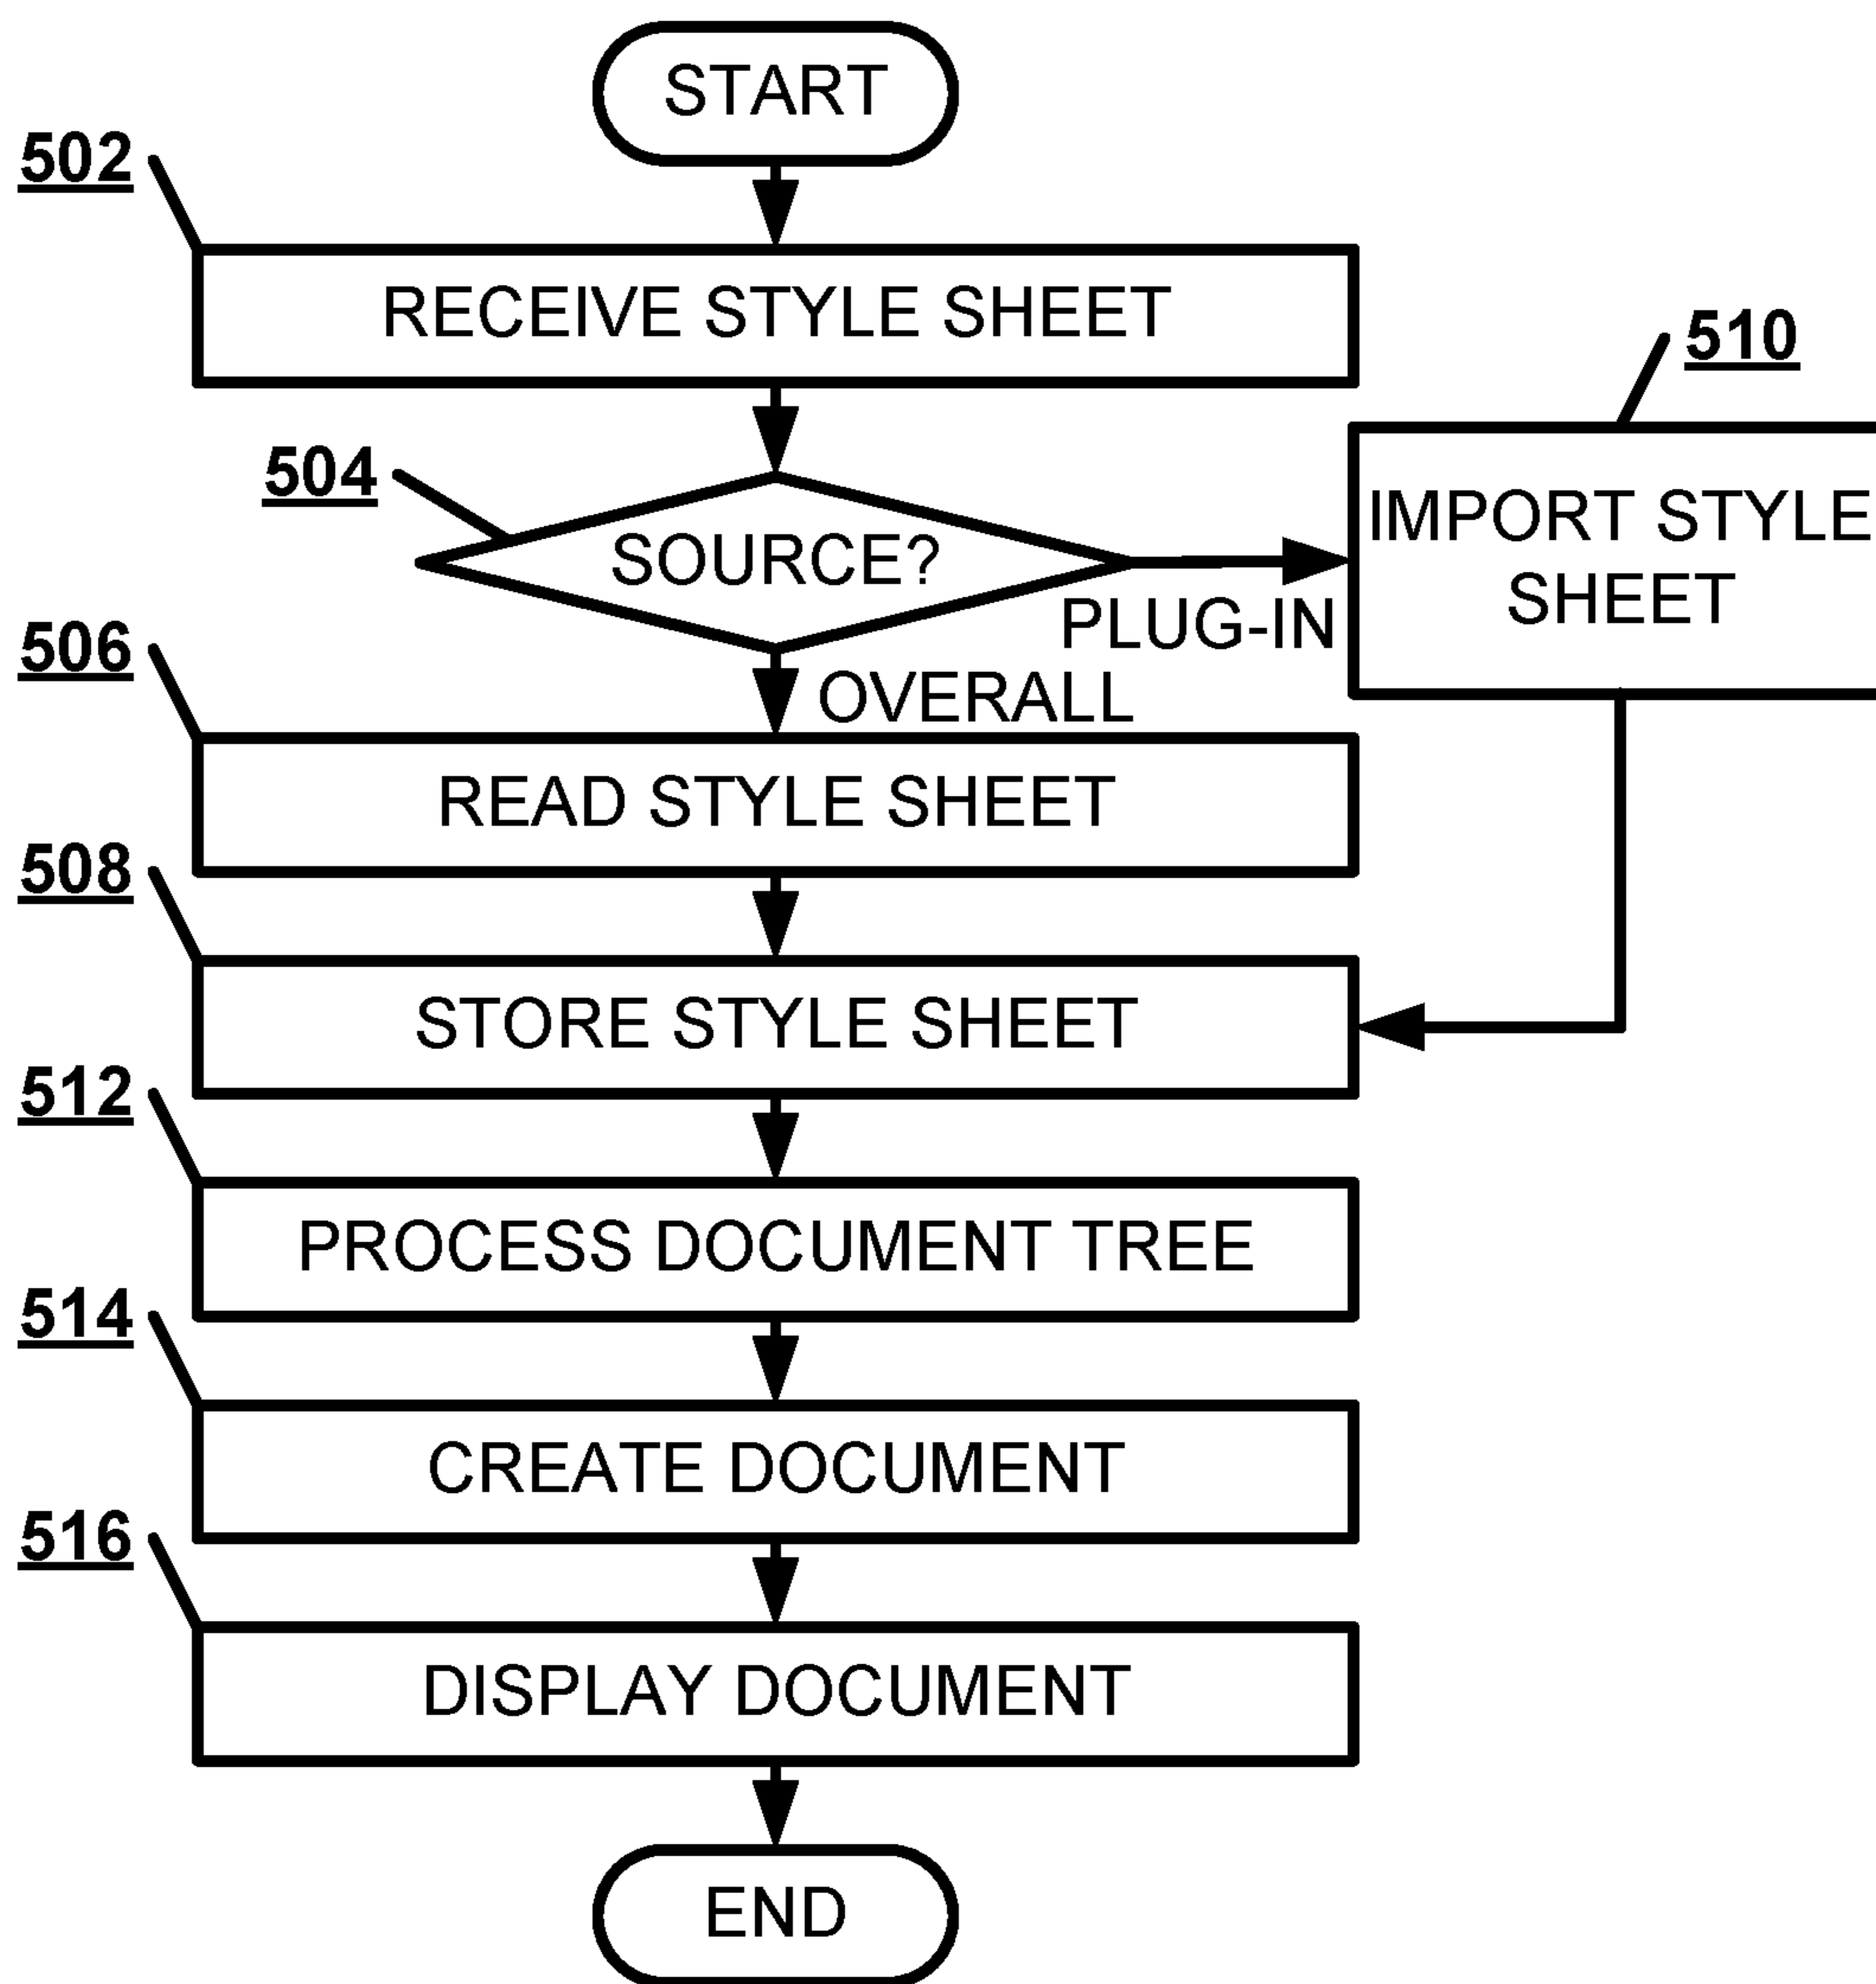 START
502
RECEIVE STYLE SHEET
510
504
SOURCE?
IMPORT STYLE
SHEET
PLUG-IN
506
OVERALL
READ STYLE SHEET
508
STORE STYLE SHEET
512
PROCESS DOCUMENT TREE
514
CREATE DOCUMENT
516
DISPLAY DOCUMENT
END